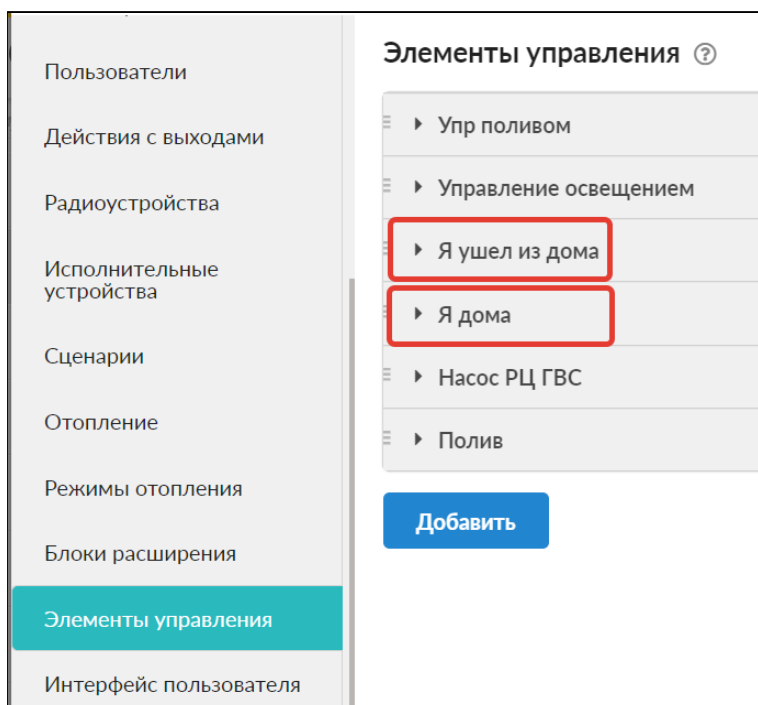 Пользователи
Действия с выходами
Радиоустройства
Исполнительные
устройства
Сценарии
Отопление
Режимы отопления
Блоки расширения
Элементы управления
Интерфейс пользователя
Элементы управления ?
Упр поливом
Управление освещением
Я ушел из дома
Я дома
Насос РЦ ГВС
Полив
Добавить